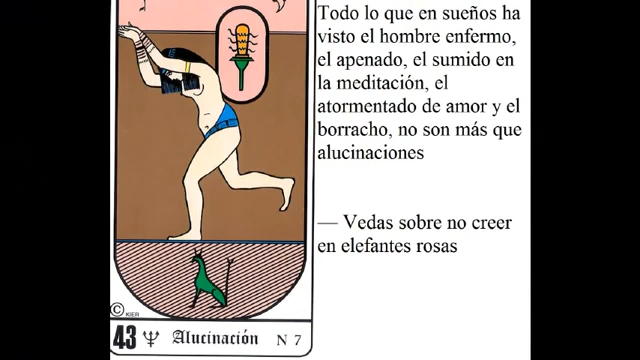 Todo lo que en sueños ha
visto el hombre enfermo,
el apenado, el sumido en
la meditación, el
atormentado de amor y el
borracho, no son más que
alucinaciones
— Vedas sobre no creer
en elefantes rosas
© KIER
43 ♆ Alucinación N 7